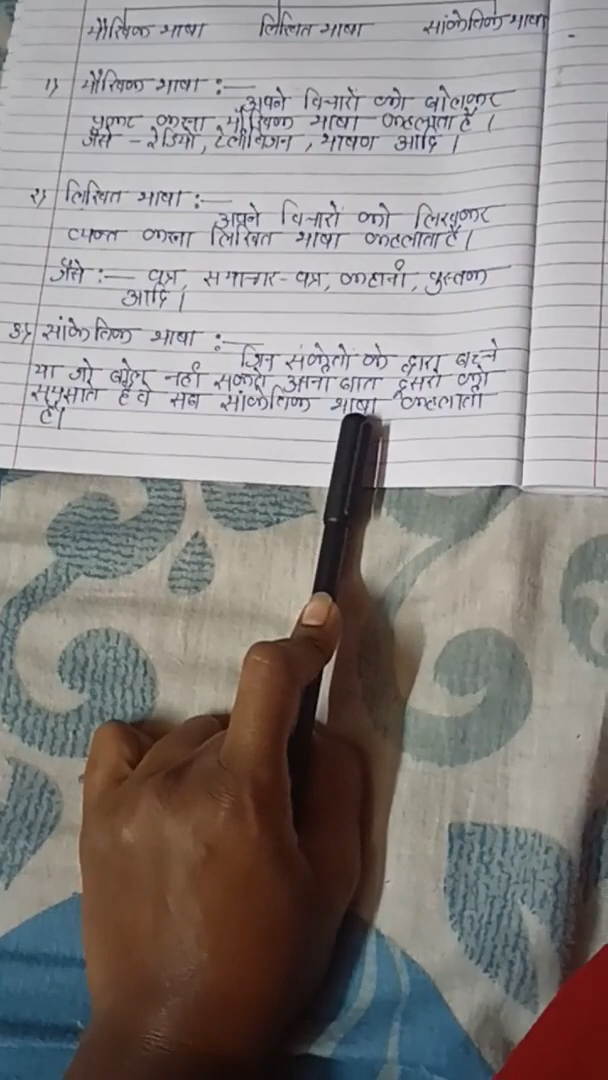 मौखिक भाषा लिखित भाषा सांकेतिक भाषा
1) मौखिक भाषा :—
अपने विचारों को बोलकर
प्रकट करना मौखिक भाषा कहलाता है।
जैसे - रेडियो, टेलीविजन, भाषण आदि।
2) लिखित भाषा :—
अपने विचारों को लिखकर
व्यक्त करना लिखित भाषा कहलाता है।
जैसे :— पत्र, समाचार-पत्र, कहानी, पुस्तक
आदि।
3) सांकेतिक भाषा :—
जिन संकेतो के द्वारा बच्चे
या जो बोल नहीं सकते अपना बात दूसरो को
समझाते है वे सब सांकेतिक भाषा कहलाती
है।